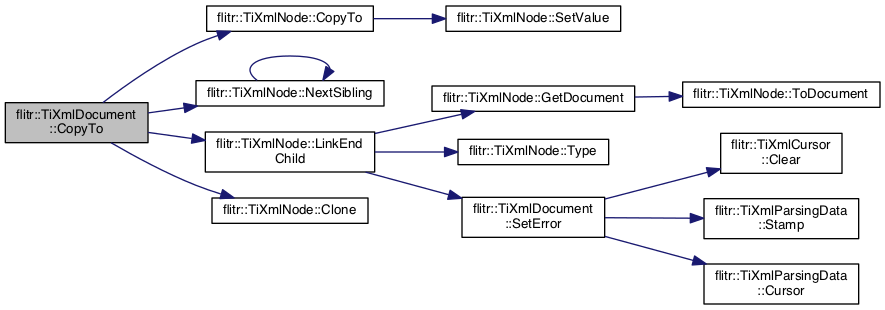 flitr::TiXmlDocument
::CopyTo
flitr::TiXmlNode::CopyTo
flitr::TiXmlNode::SetValue
flitr::TiXmlNode::NextSibling
flitr::TiXmlNode::LinkEnd
Child
flitr::TiXmlNode::GetDocument
flitr::TiXmlNode::ToDocument
flitr::TiXmlNode::Type
flitr::TiXmlDocument
::SetError
flitr::TiXmlCursor
::Clear
flitr::TiXmlParsingData
::Stamp
flitr::TiXmlParsingData
::Cursor
flitr::TiXmlNode::Clone